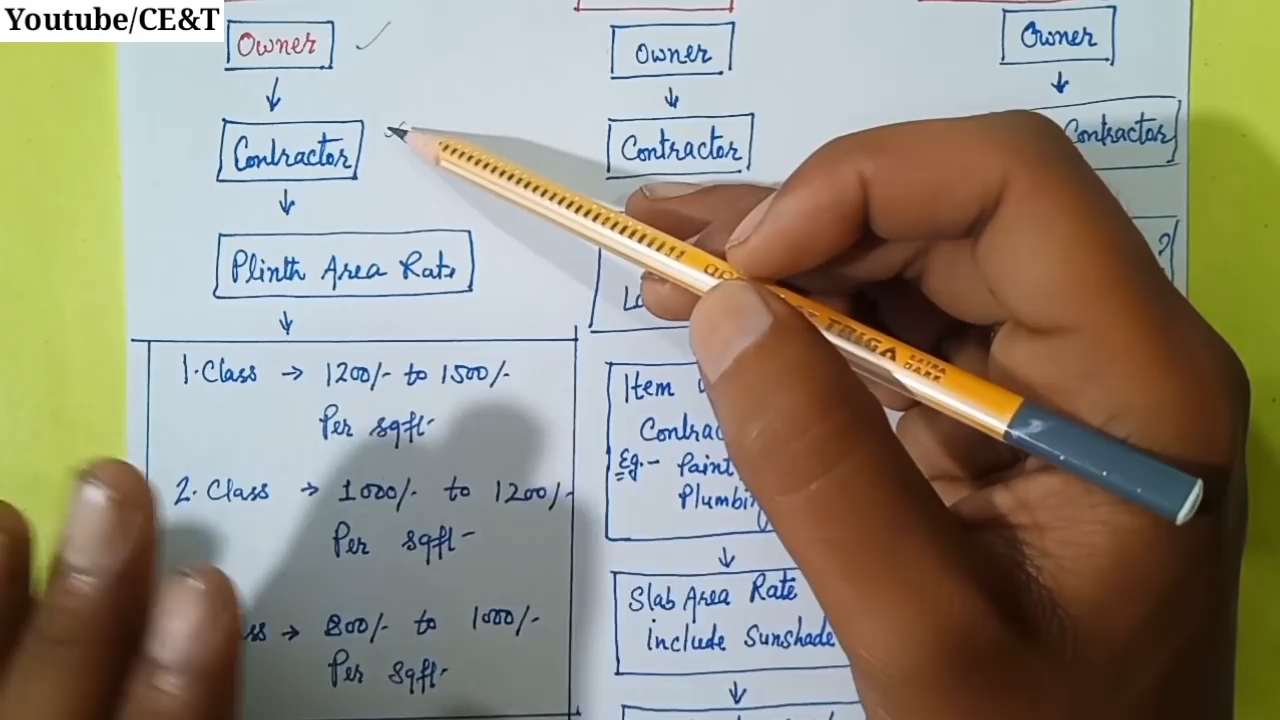 Youtube/CE&T
Owner
Contractor
Plinth Area Rate
1. Class → 1200/- to 1500/-
Per sqft-
2. Class → 1000/- to 1200/-
Per sqft-
→ 800/- to 1000/-
Per sqft-
Owner
Contractor
Item
Eg:-
Slab Area Rate
include Sunshade
Owner
Contractor
?
TRIGA
EXTRA
DARK